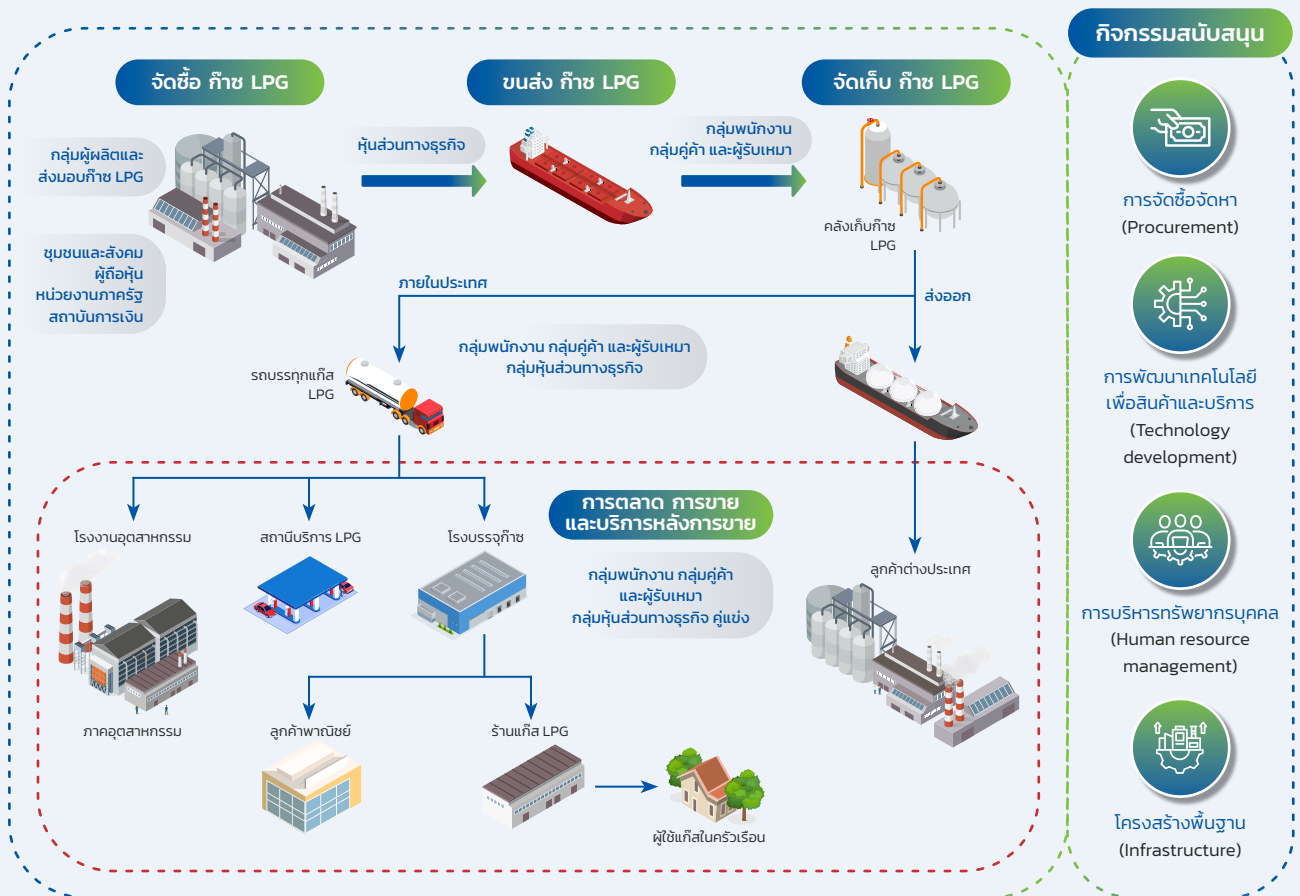 กิจกรรมสนับสนุน
จัดซื้อ ก๊าซ LPG
ขนส่ง ก๊าซ LPG
จัดเก็บ ก๊าซ LPG
กลุ่มผู้ผลิตและ
ส่งมอบก๊าซ LPG
หุ้นส่วนทางธุรกิจ
กลุ่มพนักงาน
กลุ่มคู่ค้า และผู้รับเหมา
ชุมชนและสังคม
ผู้ถือหุ้น
หน่วยงานภาครัฐ
สถาบันการเงิน
คลังเก็บก๊าซ
LPG
ภายในประเทศ
ส่งออก
กลุ่มพนักงาน กลุ่มคู่ค้า และผู้รับเหมา
กลุ่มหุ้นส่วนทางธุรกิจ
รถบรรทุกแก๊ส
LPG
การตลาด การขาย
และบริการหลังการขาย
โรงงานอุตสาหกรรม
สถานีบริการ LPG
โรงบรรจุก๊าซ
กลุ่มพนักงาน กลุ่มคู่ค้า
และผู้รับเหมา
กลุ่มหุ้นส่วนทางธุรกิจ คู่แข่ง
ลูกค้าต่างประเทศ
ภาคอุตสาหกรรม
ลูกค้าพาณิชย์
ร้านแก๊ส LPG
ผู้ใช้แก๊สในครัวเรือน
การจัดซื้อจัดหา
(Procurement)
การพัฒนาเทคโนโลยี
เพื่อสินค้าและบริการ
(Technology
development)
การบริหารทรัพยากรบุคคล
(Human resource
management)
โครงสร้างพื้นฐาน
(Infrastructure)